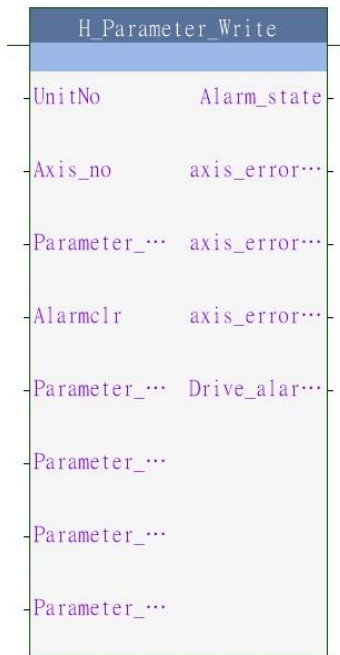 H_Parameter_Write
UnitNo Alarm_state
Axis_no axis_error…
Parameter_… axis_error…
Alarmclr axis_error…
Parameter_… Drive_alar…
Parameter_…
Parameter_…
Parameter_…